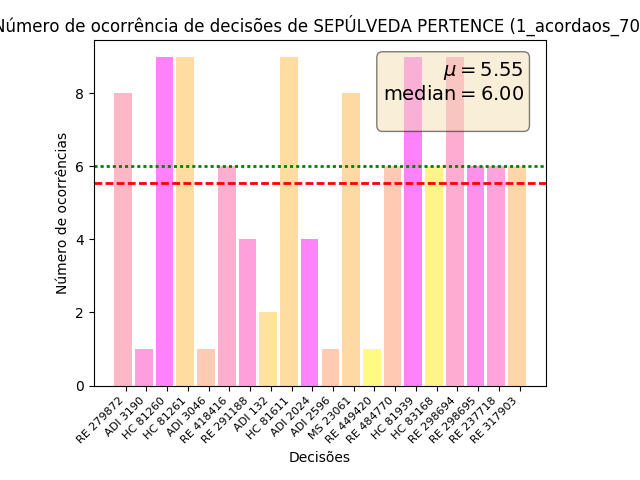 Número de ocorrência de decisões de SEPÚLVEDA PERTENCE (1_acordaos_70
μ = 5.55
median = 6.00
Número de ocorrências
8
6
4
2
0
RE 279872
ADI 3190
HC 81260
HC 81261
ADI 3046
RE 418416
RE 291188
ADI 132
HC 81611
ADI 2024
ADI 2596
MS 23061
RE 449420
RE 484770
HC 81939
HC 83168
RE 298694
RE 298695
RE 237718
RE 317903
Decisões